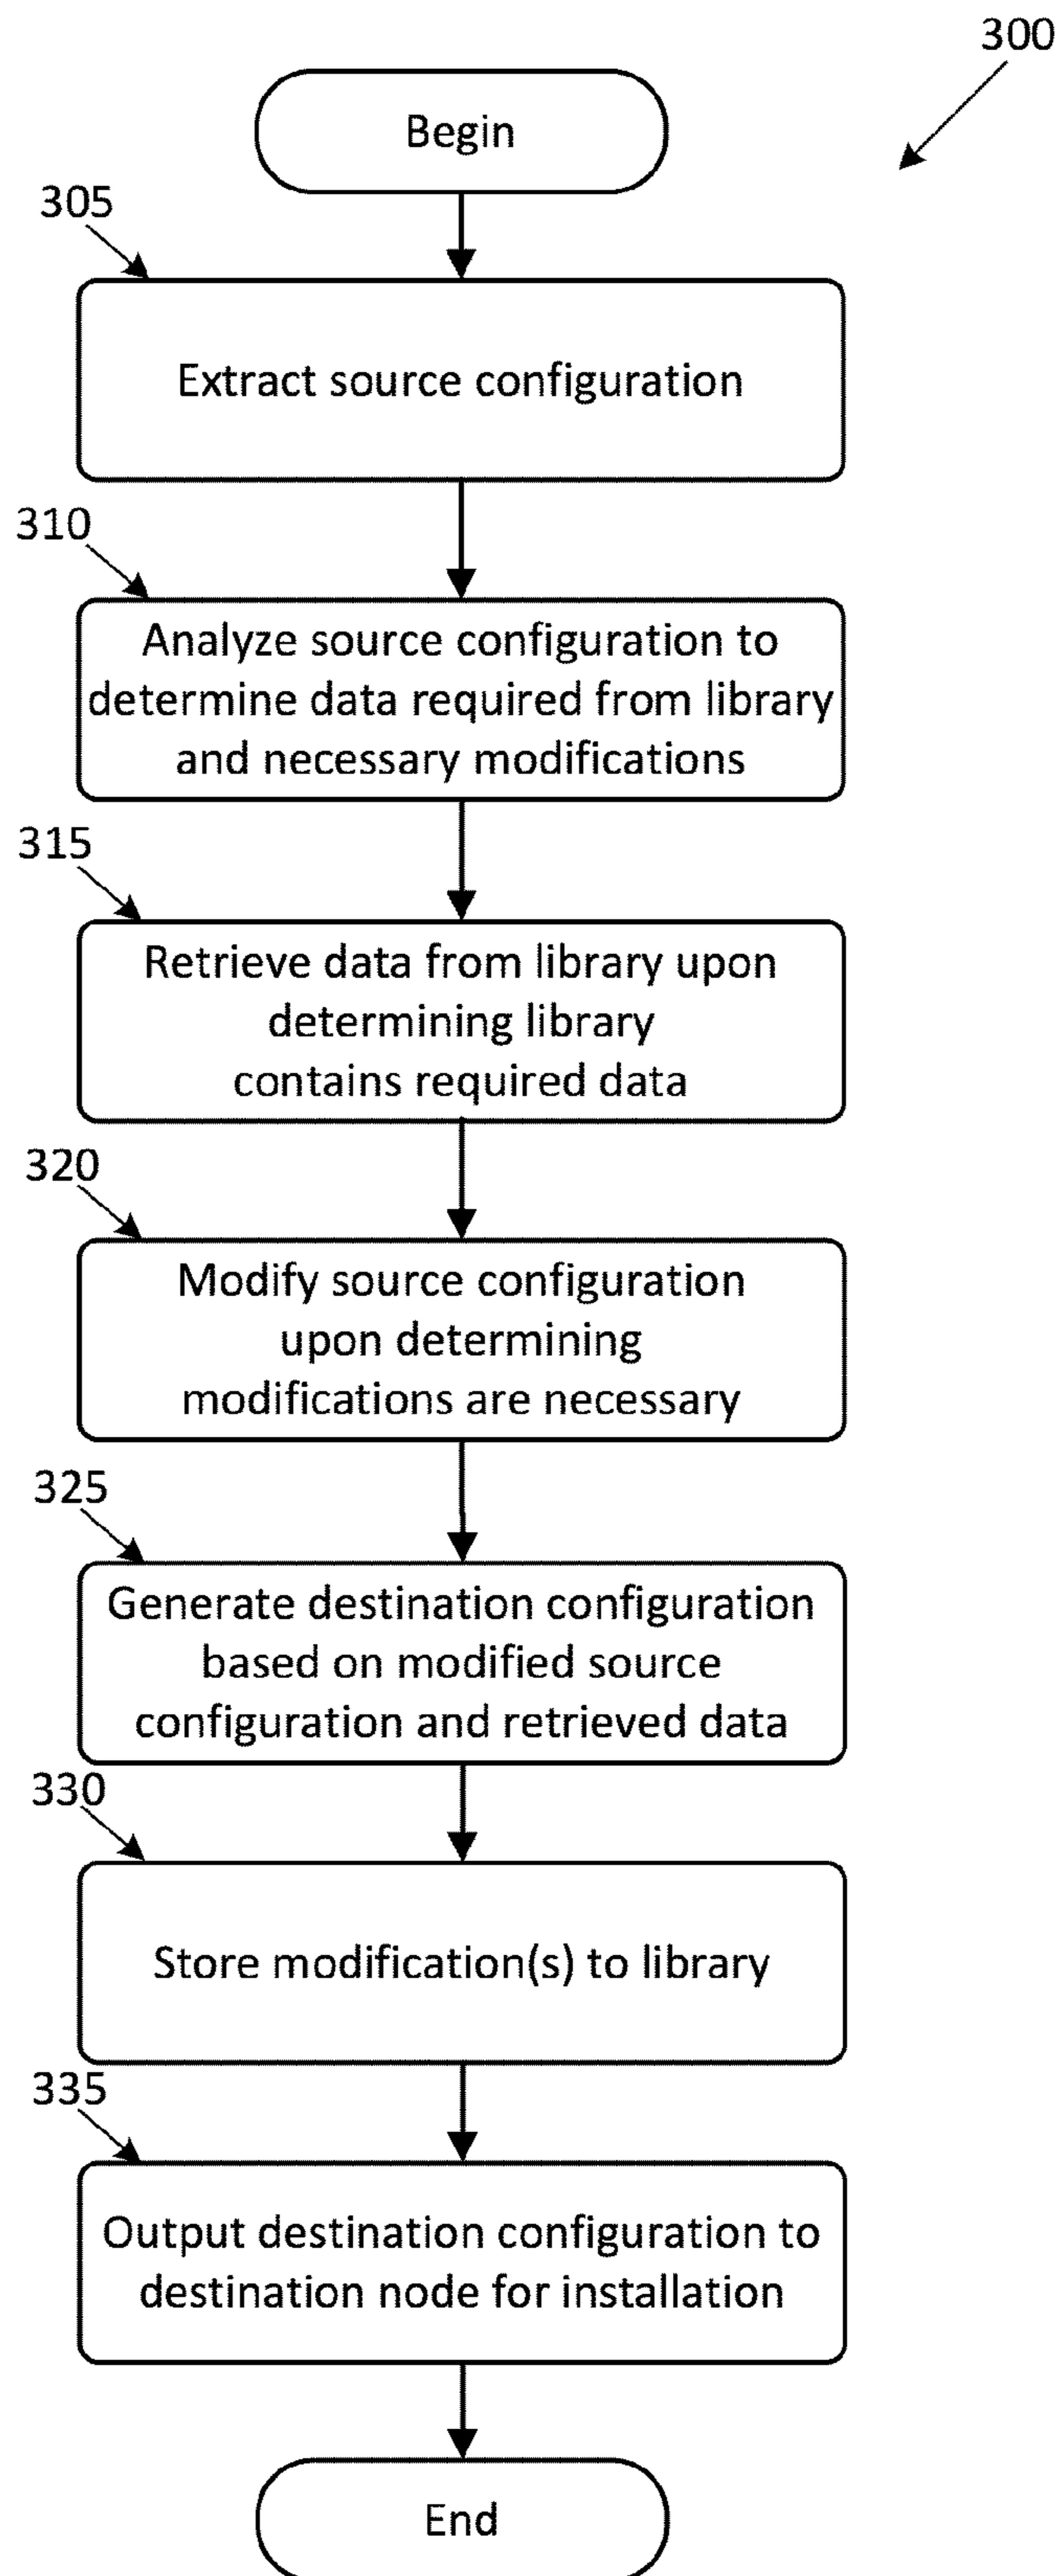 300
Begin
305
Extract source configuration
310
Analyze source configuration to
determine data required from library
and necessary modifications
315
Retrieve data from library upon
determining library
contains required data
320
Modify source configuration
upon determining
modifications are necessary
325
Generate destination configuration
based on modified source
configuration and retrieved data
330
Store modification(s) to library
335
Output destination configuration to
destination node for installation
End